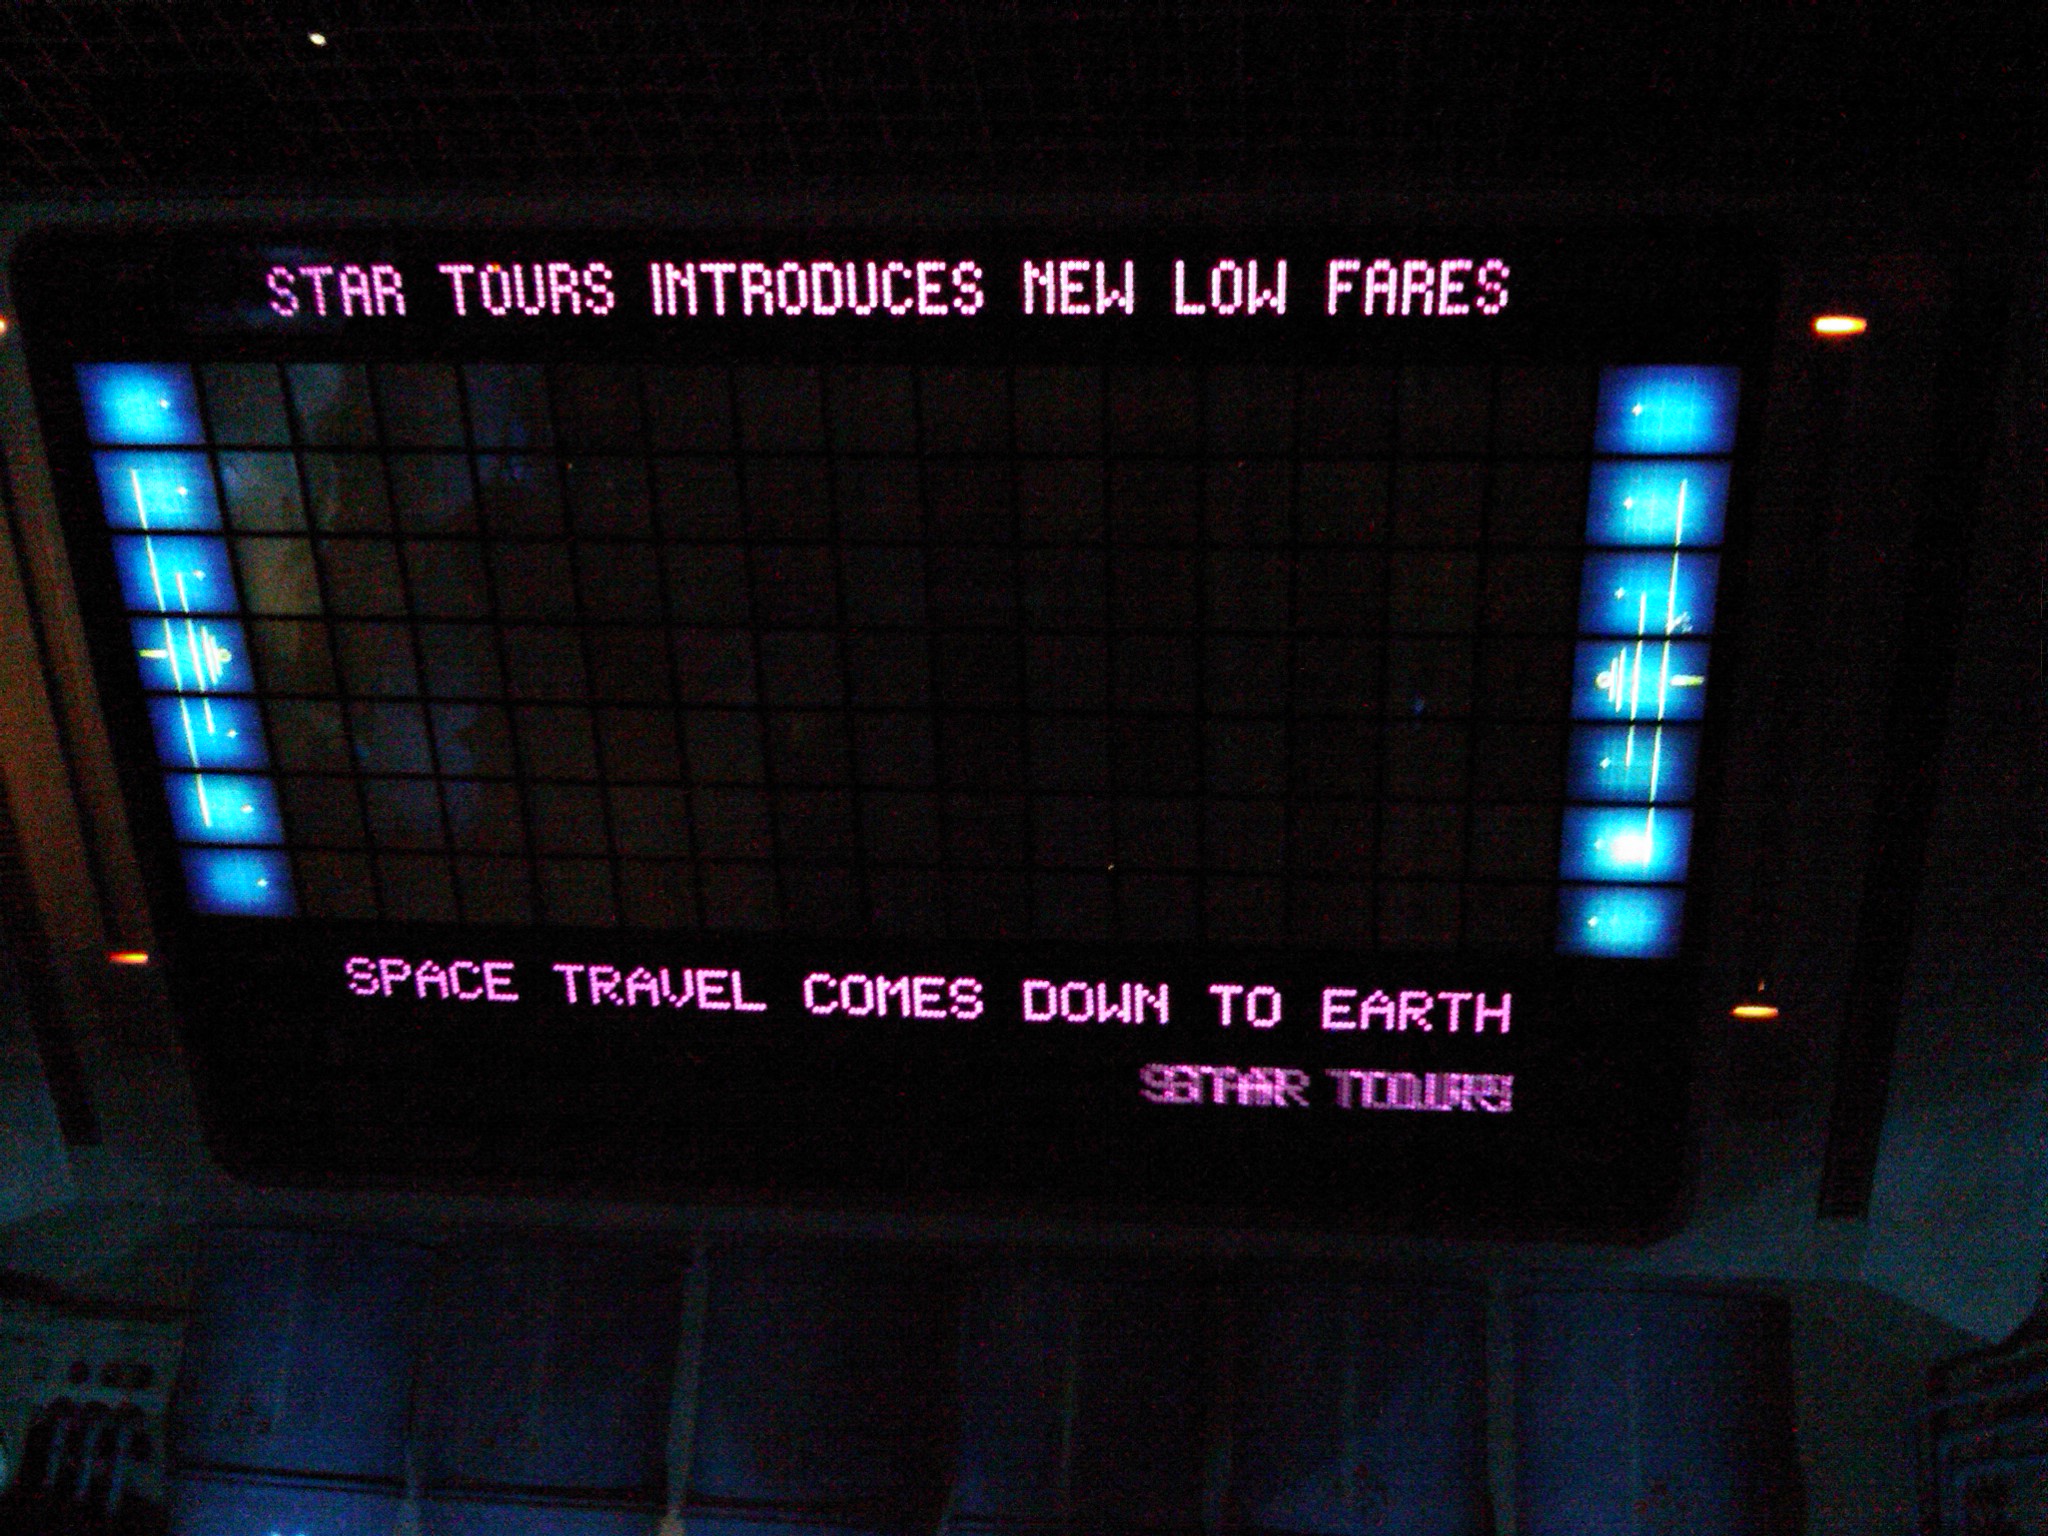 STAR TOURS INTRODUCES NEW LOW FARES
SPACE TRAVEL COMES DOWN TO EARTH
STAR TOURS